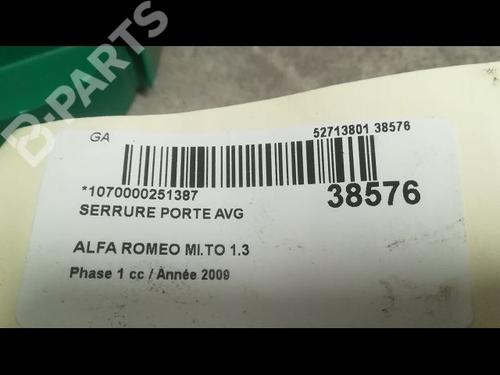 B-PARTS
GA
52713801 38576
*1070000251387
38576
SERRURE PORTE AVG
ALFA ROMEO MI.TO 1.3
Phase 1 cc / Année 2009